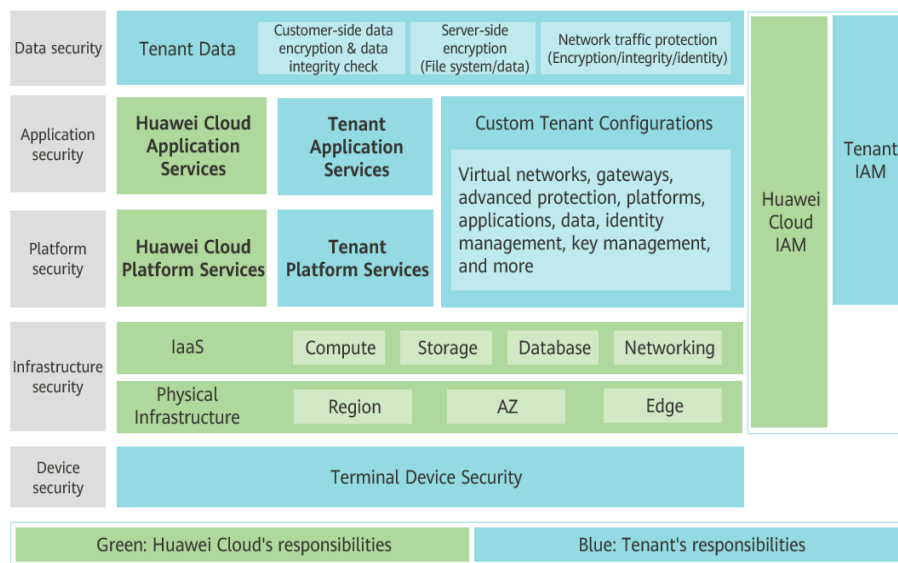 Data security
Tenant Data
Customer-side data
encryption & data
integrity check
Server-side
encryption
(File system/data)
Network traffic protection
(Encryption/integrity/identity)
Application
security
Huawei Cloud
Application
Services
Tenant
Application
Services
Custom Tenant Configurations
Virtual networks, gateways,
advanced protection, platforms,
applications, data, identity
management, key management,
and more
Platform
security
Huawei Cloud
Platform Services
Tenant
Platform Services
Huawei
Cloud
IAM
Tenant
IAM
Infrastructure
security
IaaS
Compute
Storage
Database
Networking
Physical
Infrastructure
Region
AZ
Edge
Device
security
Terminal Device Security
Green: Huawei Cloud's responsibilities
Blue: Tenant's responsibilities